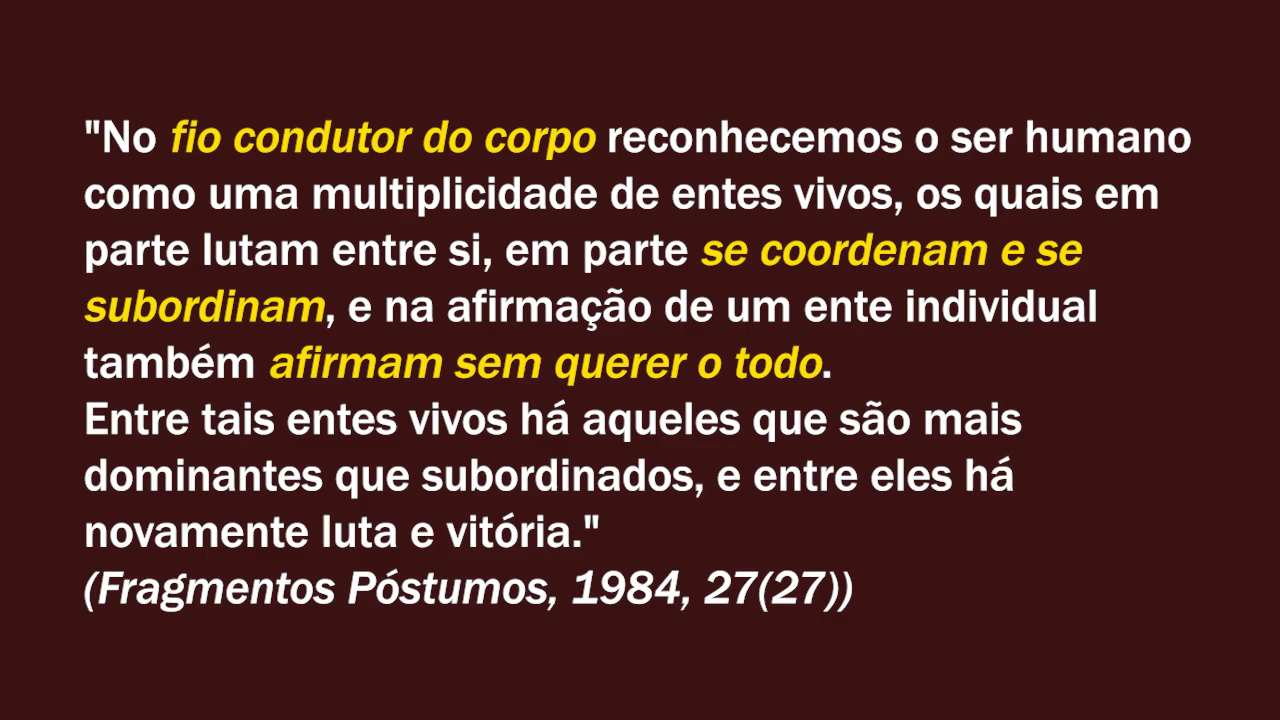 "No fio condutor do corpo reconhecemos o ser humano
como uma multiplicidade de entes vivos, os quais em
parte lutam entre si, em parte se coordenam e se
subordinam, e na afirmação de um ente individual
também afirmam sem querer o todo.
Entre tais entes vivos há aqueles que são mais
dominantes que subordinados, e entre eles há
novamente luta e vitória."
(Fragmentos Póstumos, 1984, 27(27))